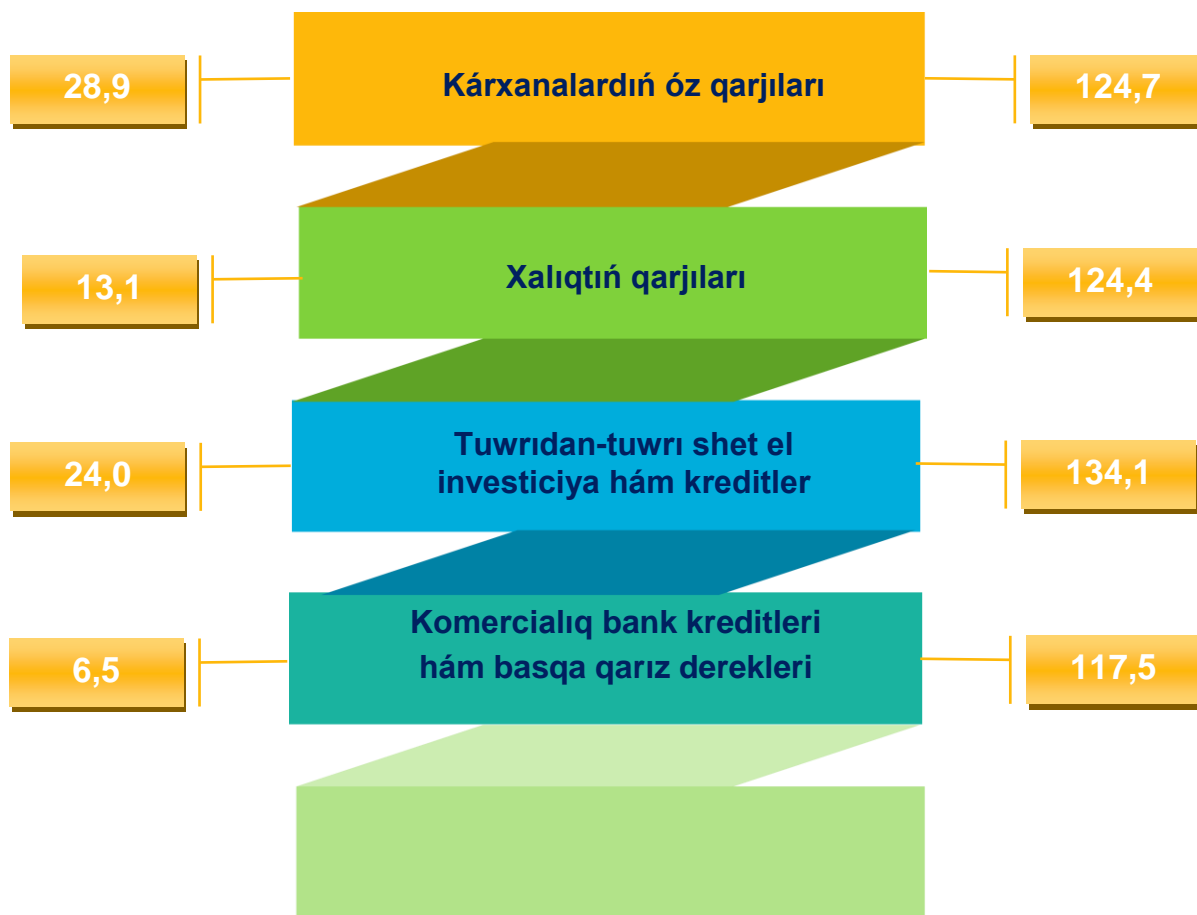 28,9
Kárxanalardıń óz qarjıları
124,7
13,1
Xalıqtıń qarjıları
124,4
24,0
Tuwrıdan-tuwrı shet el
investiciya hám kreditler
134,1
6,5
Komercialıq bank kreditleri
hám basqa qarız derekleri
117,5